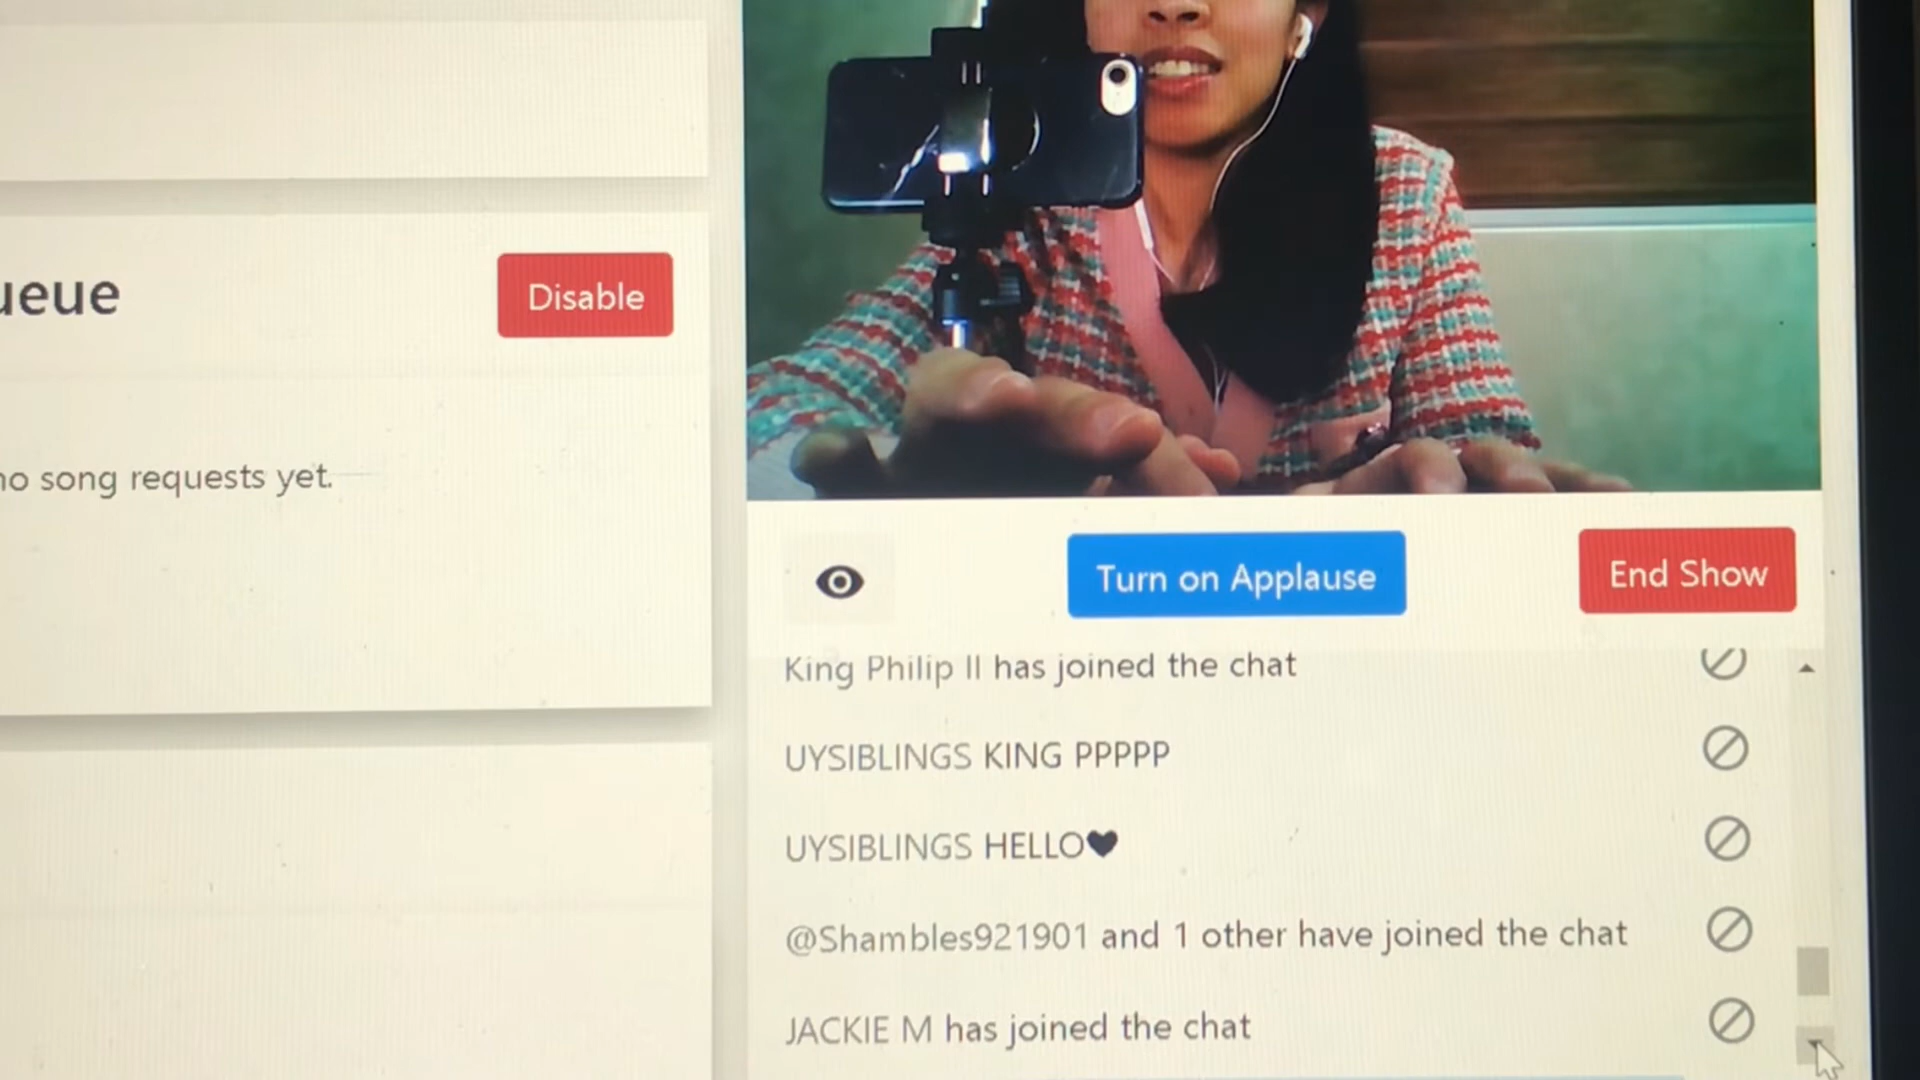 ueue
Disable
no song requests yet.
Turn on Applause
End Show
King Philip II has joined the chat
UYSIBLINGS KING PPPPP
UYSIBLINGS HELLO🖤
@Shambles921901 and 1 other have joined the chat
JACKIE M has joined the chat